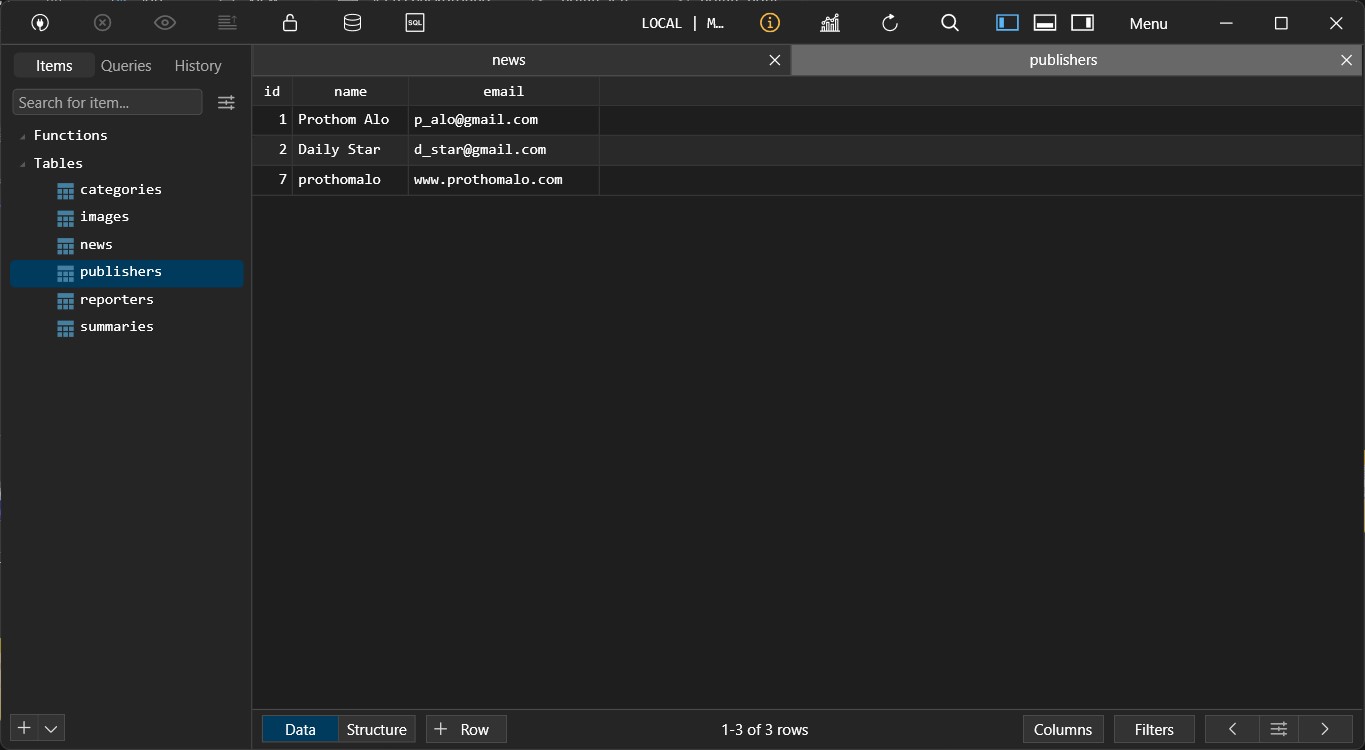 SQL LOCAL | M... Menu
Items Queries History
Search for item...
Functions
Tables
categories
images
news
publishers
reporters
summaries
news publishers
id name email
1 Prothom Alo p_alo@gmail.com
2 Daily Star d_star@gmail.com
7 prothomalo www.prothomalo.com
Data Structure + Row 1-3 of 3 rows Columns Filters